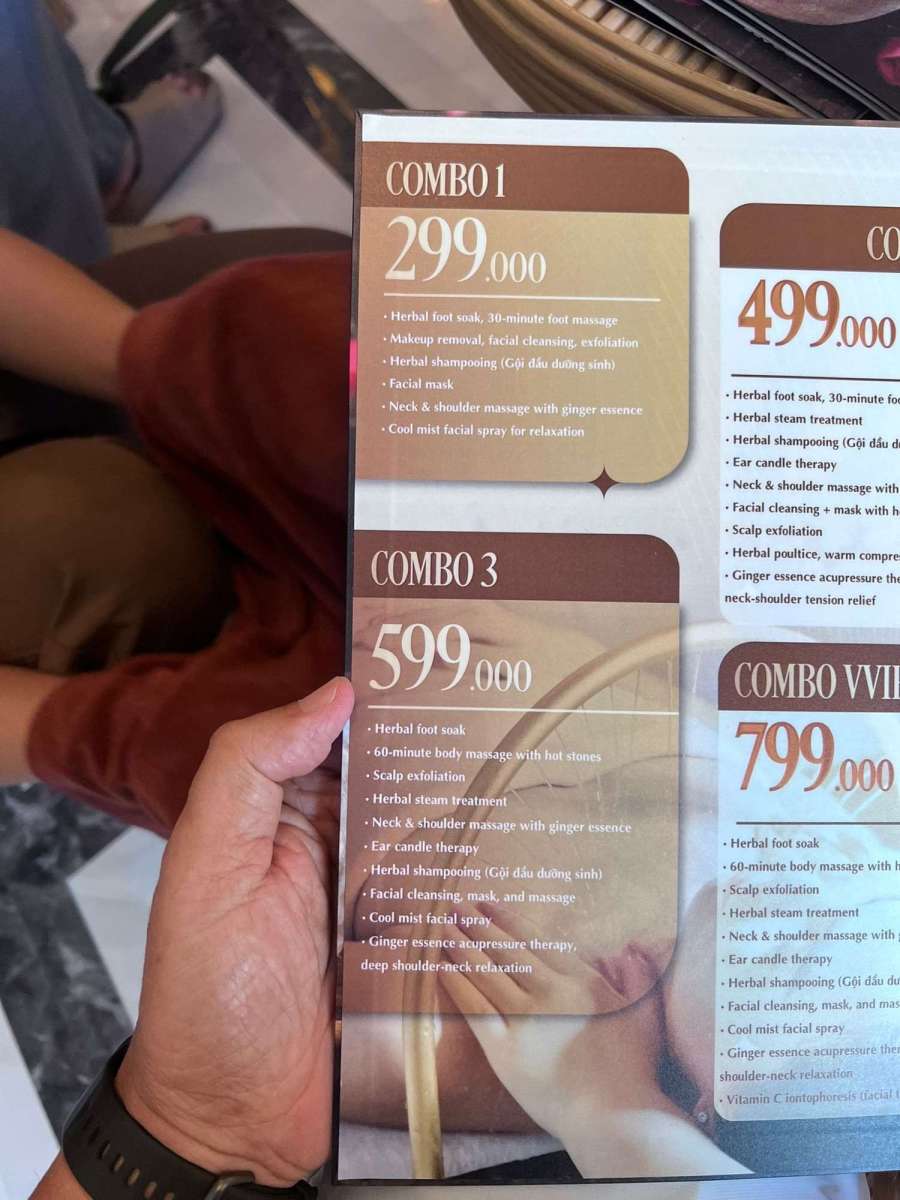 COMBO 1
299.000
• Herbal foot soak, 30-minute foot massage
• Makeup removal, facial cleansing, exfoliation
• Herbal shampooing (Gội đầu dưỡng sinh)
• Facial mask
• Neck & shoulder massage with ginger essence
• Cool mist facial spray for relaxation
COMBO 3
599.000
• Herbal foot soak
• 60-minute body massage with hot stones
• Scalp exfoliation
• Herbal steam treatment
• Neck & shoulder massage with ginger essence
• Ear candle therapy
• Herbal shampooing (Gội đầu dưỡng sinh)
• Facial cleansing, mask, and massage
• Cool mist facial spray
• Ginger essence acupressure therapy,
deep shoulder-neck relaxation
499.000
• Herbal foot soak, 30-minute
• Herbal steam treatment
• Herbal shampooing (Gội đầu
• Ear candle therapy
• Neck & shoulder massage with
• Facial cleansing + mask with
• Scalp exfoliation
• Herbal poultice, warm
• Ginger essence acupressure
neck-shoulder tension relief
COMBO
799.000
• Herbal foot soak
• 60-minute body massage with
• Scalp exfoliation
• Herbal steam treatment
• Neck & shoulder massage with
• Ear candle therapy
• Herbal shampooing (Gội đầu
• Facial cleansing, mask, and
• Cool mist facial spray
• Ginger essence acupressure
shoulder-neck relaxation
• Vitamin C iontophoresis (facial